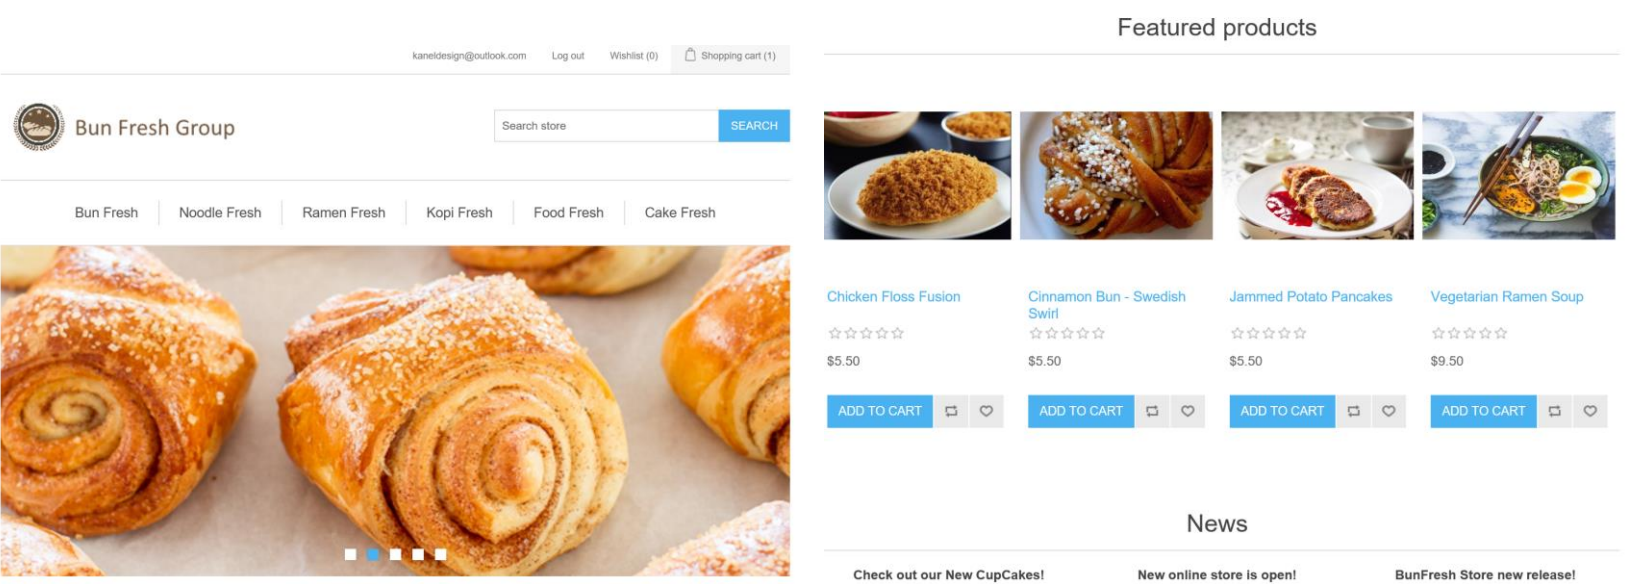 kaneldesign@outlook.com Log out Wishlist (0) Shopping cart (1)
Bun Fresh Group
Search store SEARCH
Bun Fresh Noodle Fresh Ramen Fresh Kopi Fresh Food Fresh Cake Fresh
Featured products
Chicken Floss Fusion
$5.50
ADD TO CART
Cinnamon Bun - Swedish
Swirl
$5.50
ADD TO CART
Jammed Potato Pancakes
$5.50
ADD TO CART
Vegetarian Ramen Soup
$9.50
ADD TO CART
News
Check out our New CupCakes!
New online store is open!
BunFresh Store new release!